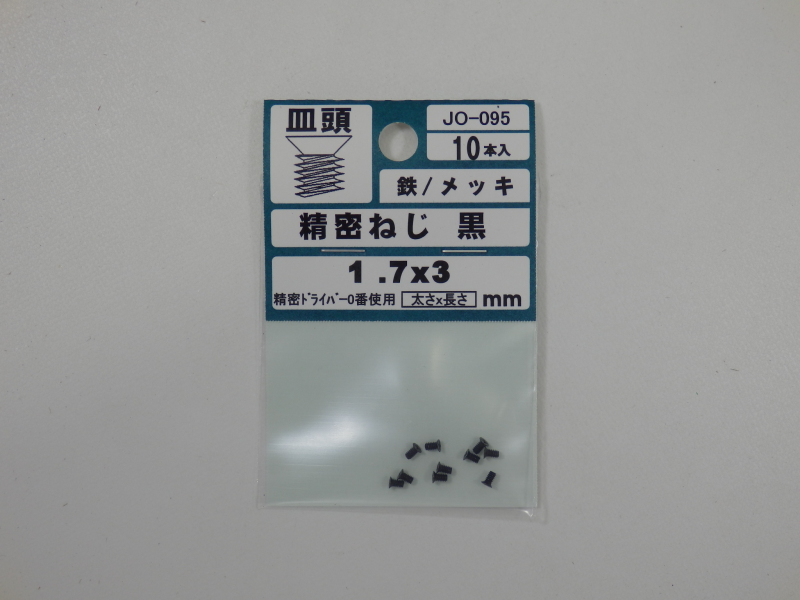 皿頭
JO-095
10本入
鉄/メッキ
精密ねじ 黒
1.7x3
精密ﾄﾞﾗｲﾊﾞｰ0番使用 太さx長さ mm